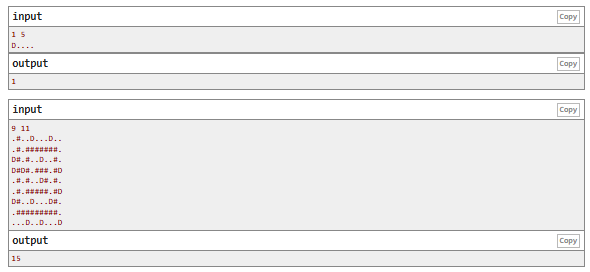 input
Copy
1 5
D....
output
Copy
1
input
Copy
9 11
.#..D...D..
.#.#######.
D#.#..D..#.
D#D#.###.#D
.#.#..D#.#.
.#.#####.#D
D#..D...D#.
.#########.
...D..D...D
output
Copy
15